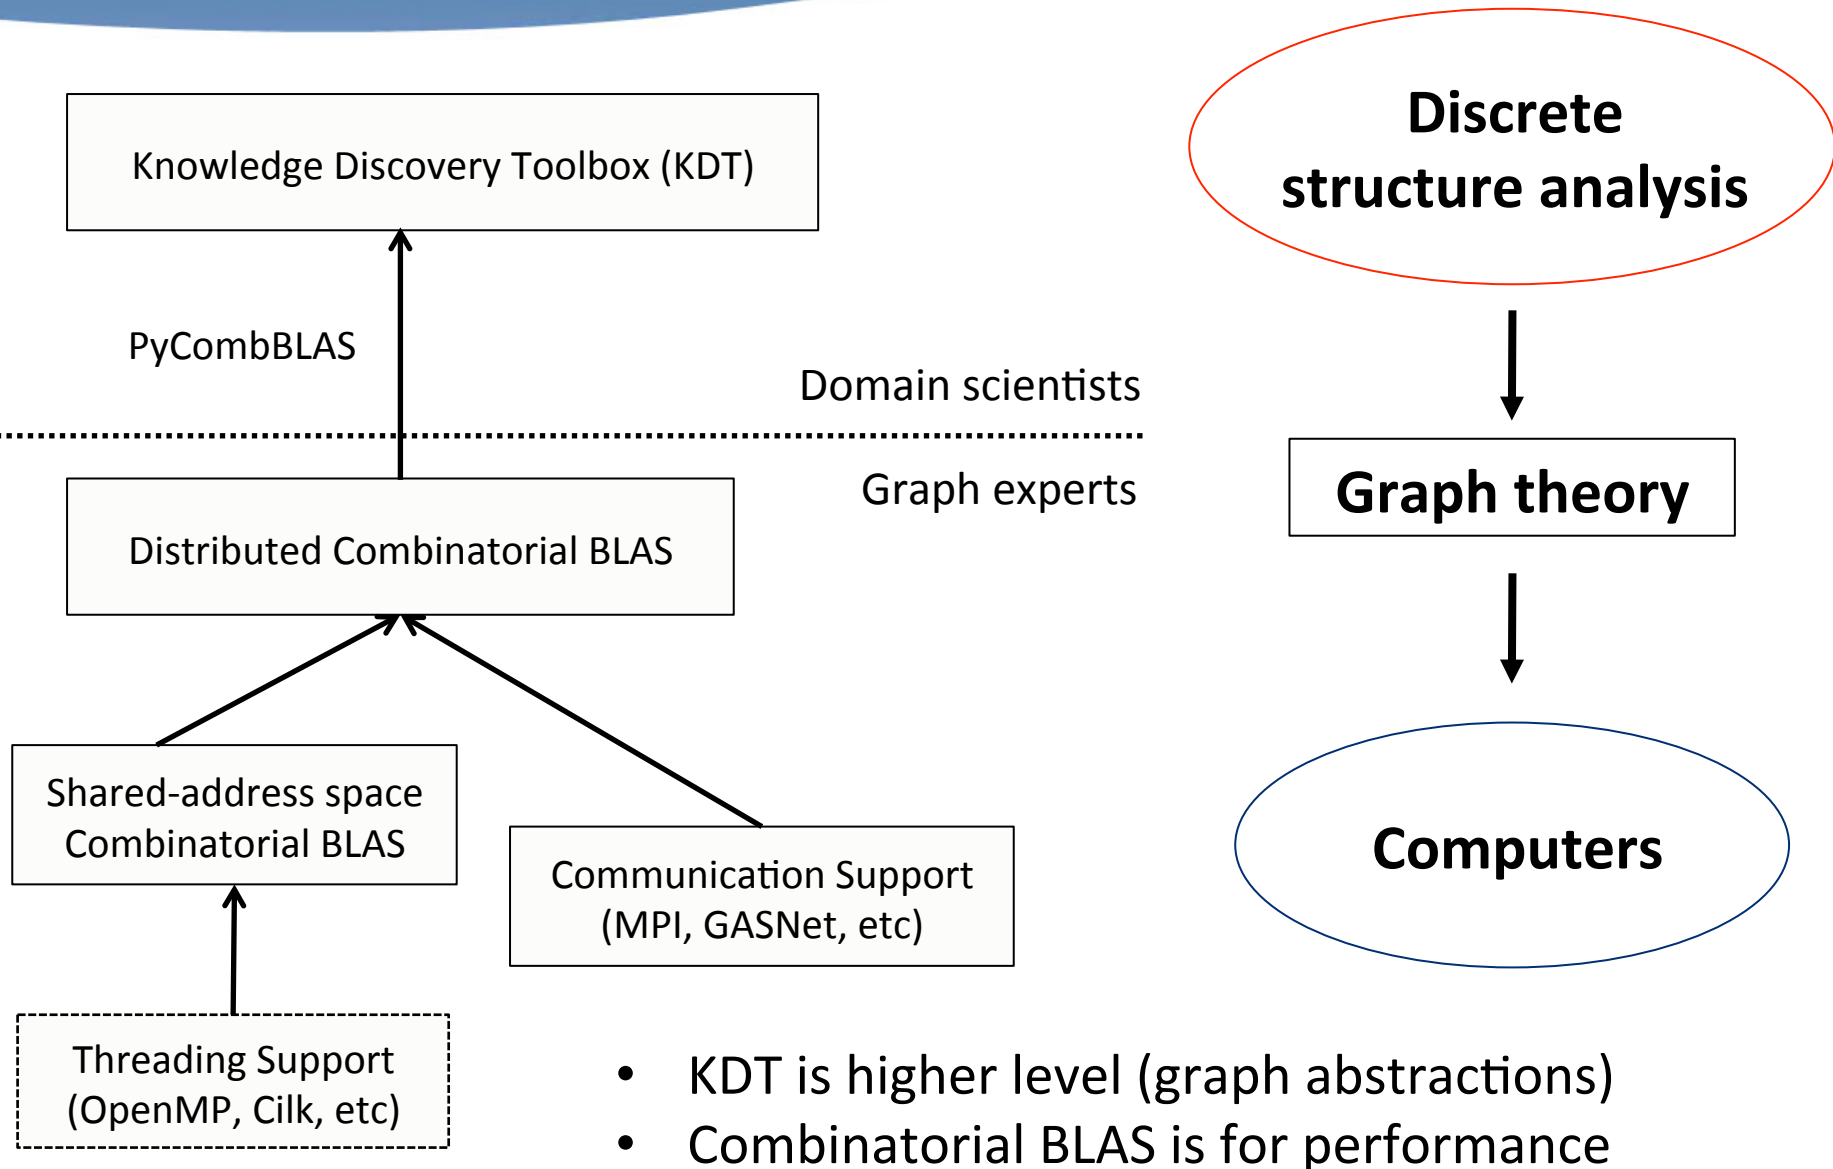 Knowledge Discovery Toolbox (KDT)
PyCombBLAS
Domain scientists
Graph experts
Distributed Combinatorial BLAS
Shared-address space
Combinatorial BLAS
Communication Support
(MPI, GASNet, etc)
Threading Support
(OpenMP, Cilk, etc)
Discrete
structure analysis
Graph theory
Computers
• KDT is higher level (graph abstractions)
• Combinatorial BLAS is for performance